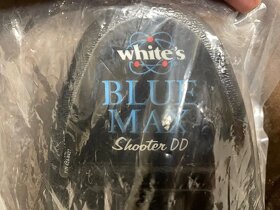 white's
BLUE
MAX
Shooter DD